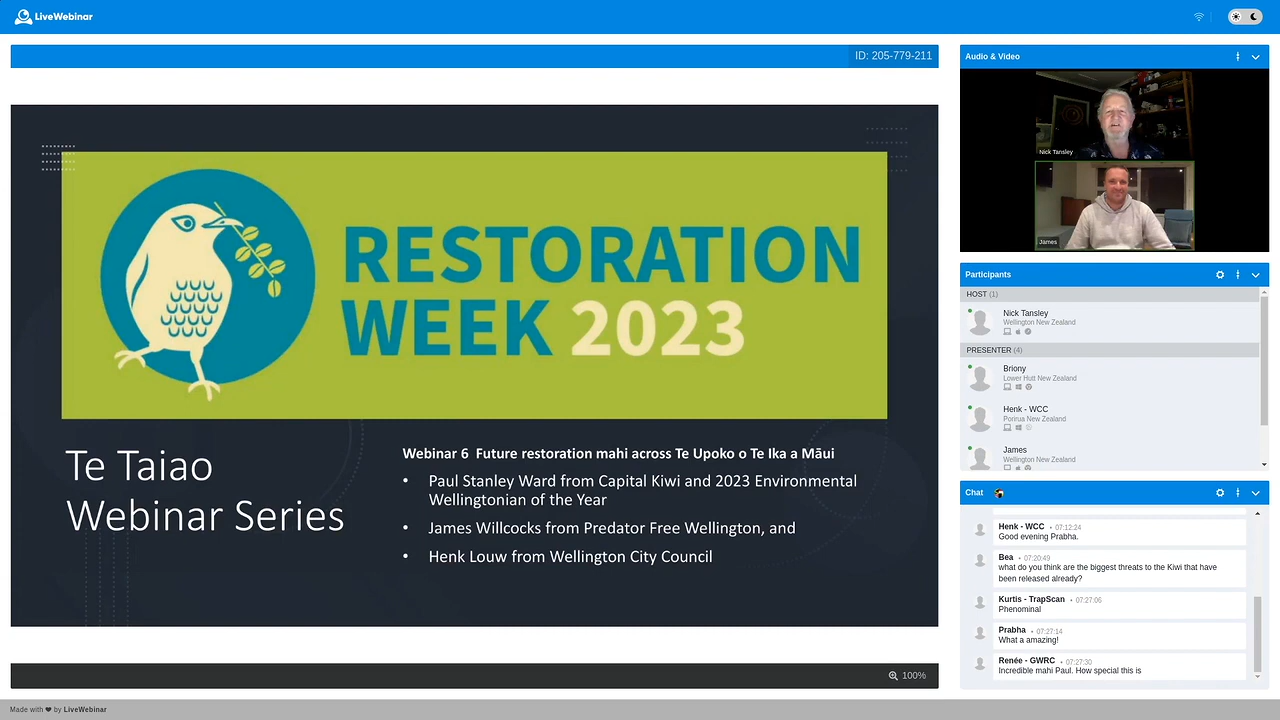 LiveWebinar
ID: 205-779-211
RESTORATION
WEEK 2023
Te Taiao
Webinar Series
Webinar 6 Future restoration mahi across Te Upoko o Te Ika a Māui
• Paul Stanley Ward from Capital Kiwi and 2023 Environmental
Wellingtonian of the Year
• James Willcocks from Predator Free Wellington, and
• Henk Louw from Wellington City Council
100%
Made with ❤ by LiveWebinar
Audio & Video
Nick Tansley
James
Participants
HOST (1)
Nick Tansley
Wellington New Zealand
PRESENTER (4)
Briony
Lower Hutt New Zealand
Henk - WCC
Porirua New Zealand
James
Wellington New Zealand
Chat
Henk - WCC • 07:12:24
Good evening Prabha.
Bea • 07:20:49
what do you think are the biggest threats to the Kiwi that have
been released already?
Kurtis - TrapScan • 07:27:06
Phenominal
Prabha • 07:27:14
What a amazing!
Renée - GWRC • 07:27:30
Incredible mahi Paul. How special this is